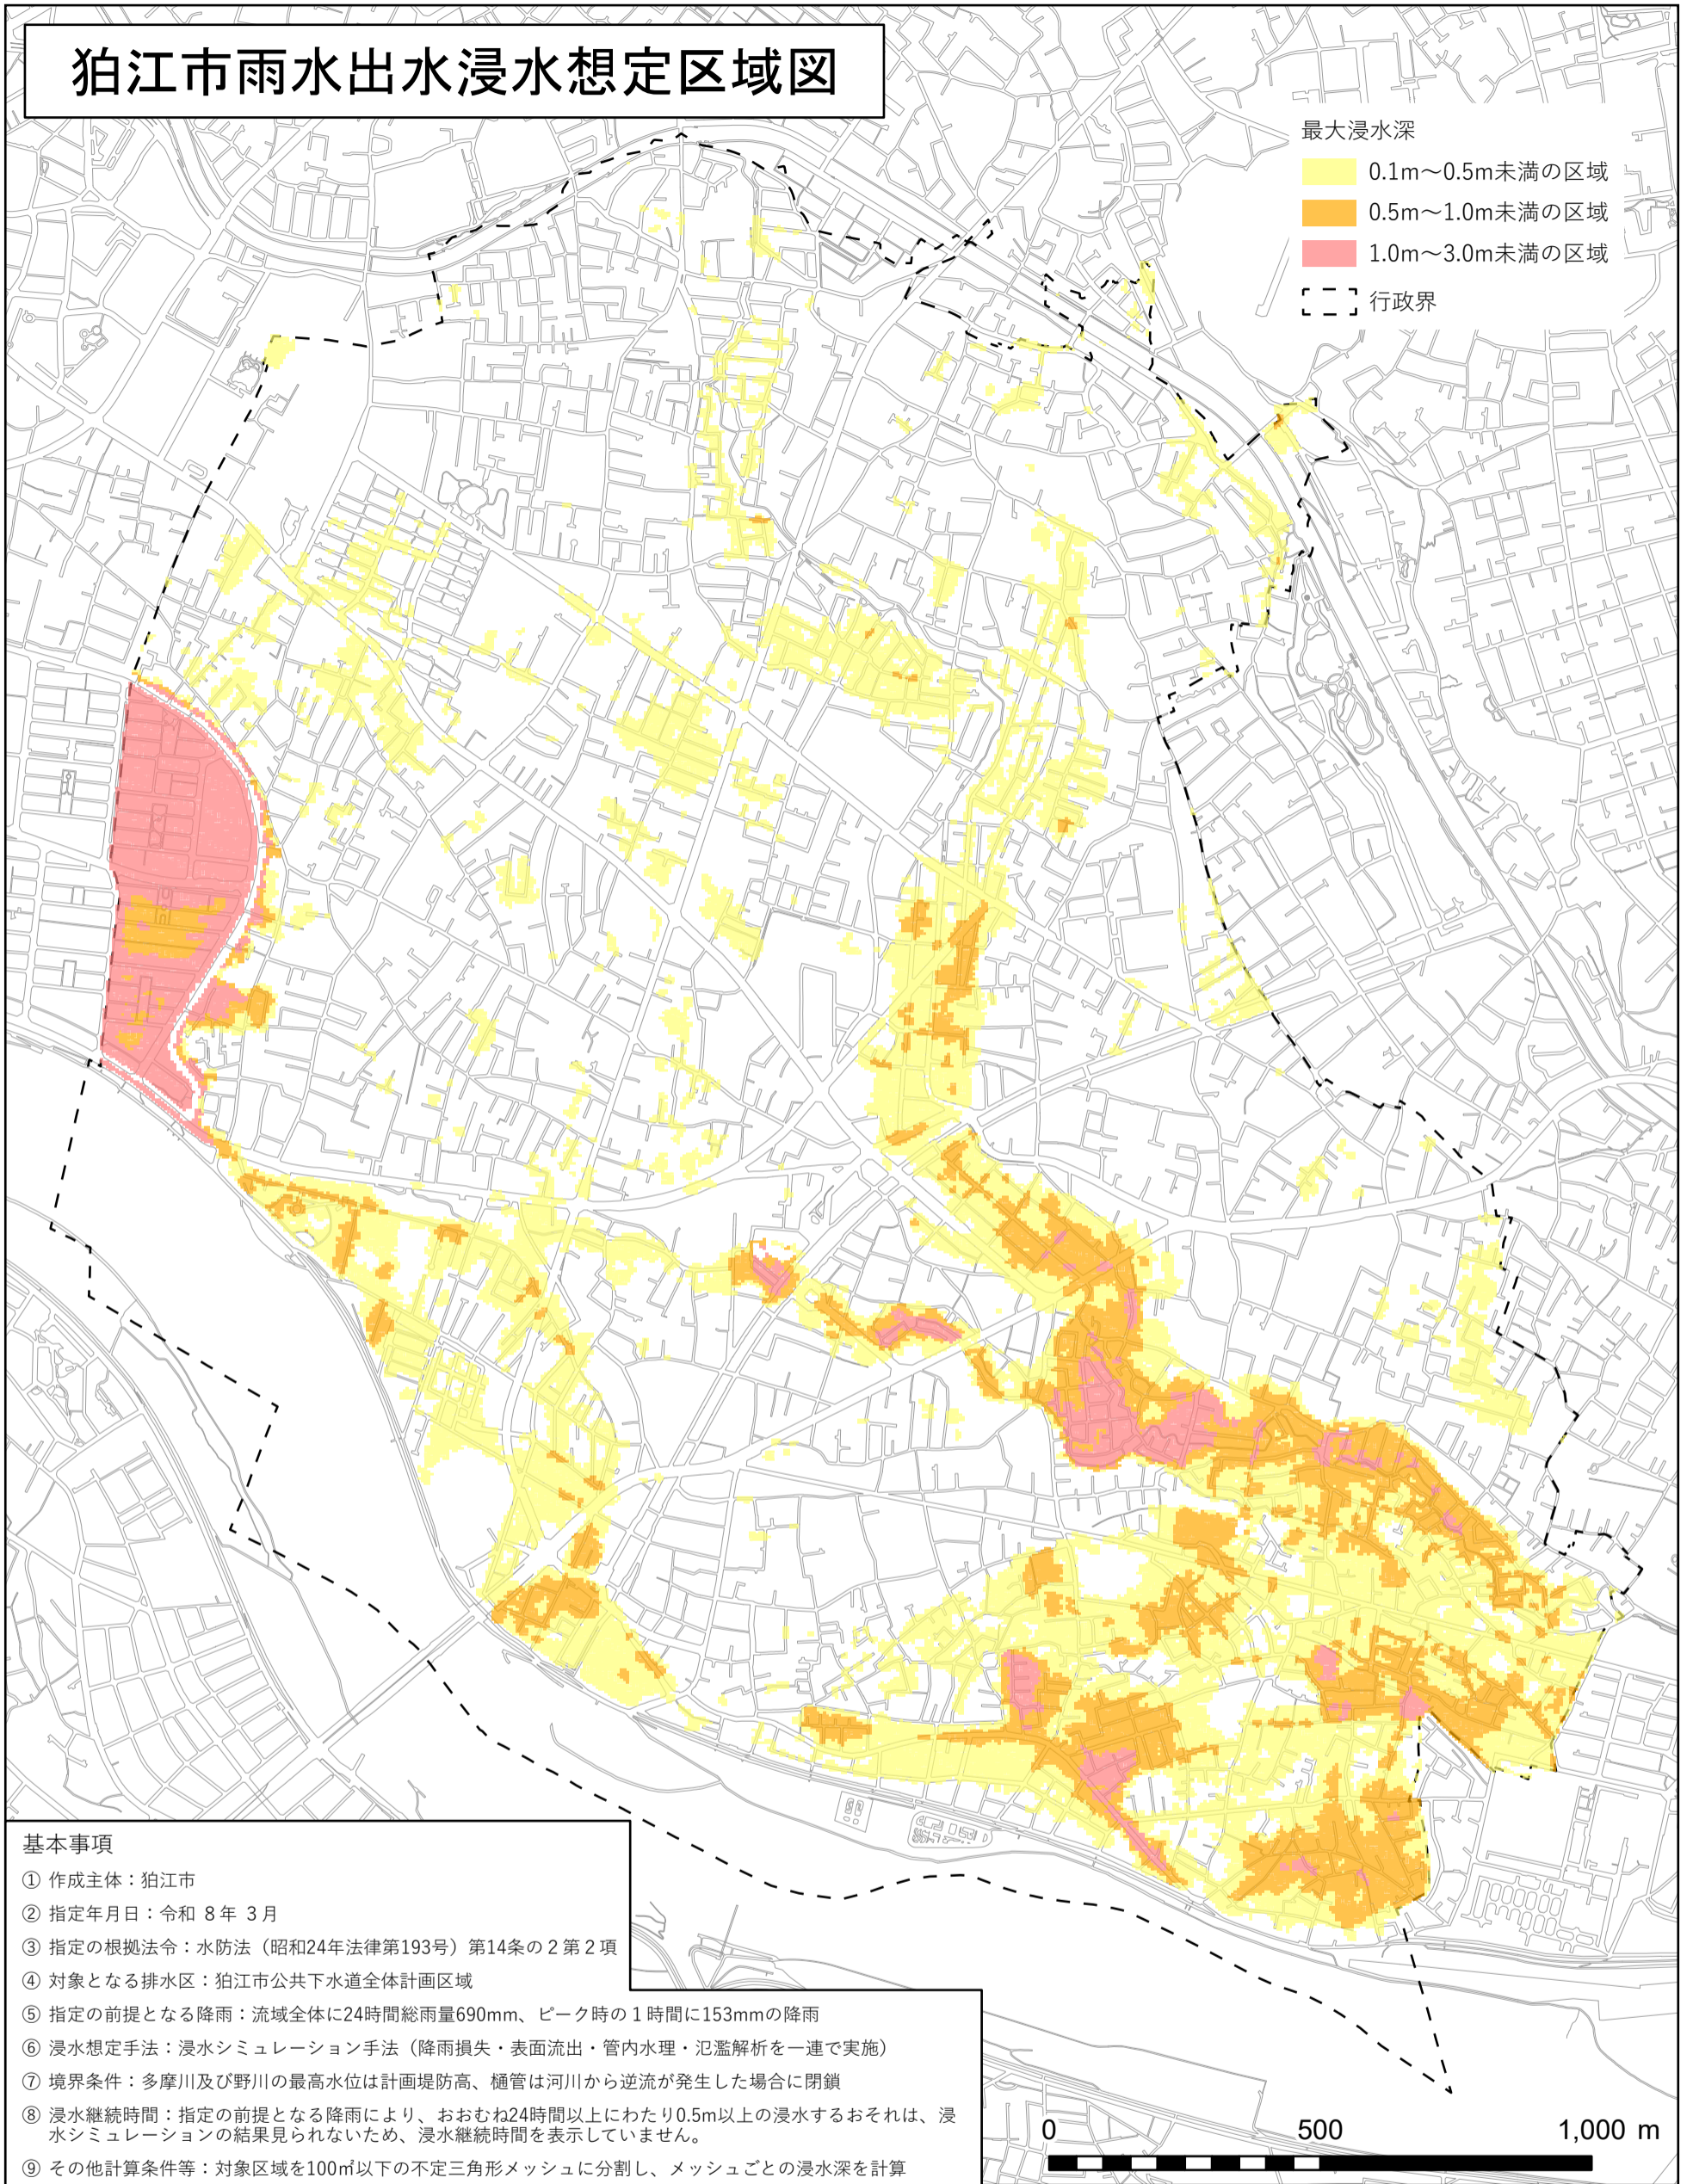 狛江市雨水出水浸水想定区域図
最大浸水深
0.1m～0.5m未満の区域
0.5m～1.0m未満の区域
1.0m～3.0m未満の区域
行政界
基本事項
① 作成主体：狛江市
② 指定年月日：令和 8年 3月
③ 指定の根拠法令：水防法（昭和24年法律第193号）第14条の２第２項
④ 対象となる排水区：狛江市公共下水道全体計画区域
⑤ 指定の前提となる降雨：流域全体に24時間総雨量690mm、ピーク時の１時間に153mmの降雨
⑥ 浸水想定手法：浸水シミュレーション手法（降雨損失・表面流出・管内水理・氾濫解析を一連で実施）
⑦ 境界条件：多摩川及び野川の最高水位は計画堤防高、樋管は河川から逆流が発生した場合に閉鎖
⑧ 浸水継続時間：指定の前提となる降雨により、おおむね24時間以上にわたり0.5m以上の浸水するおそれは、浸
水シミュレーションの結果見られないため、浸水継続時間を表示していません。
⑨ その他計算条件等：対象区域を100㎡以下の不定三角形メッシュに分割し、メッシュごとの浸水深を計算
0 500 1,000 m